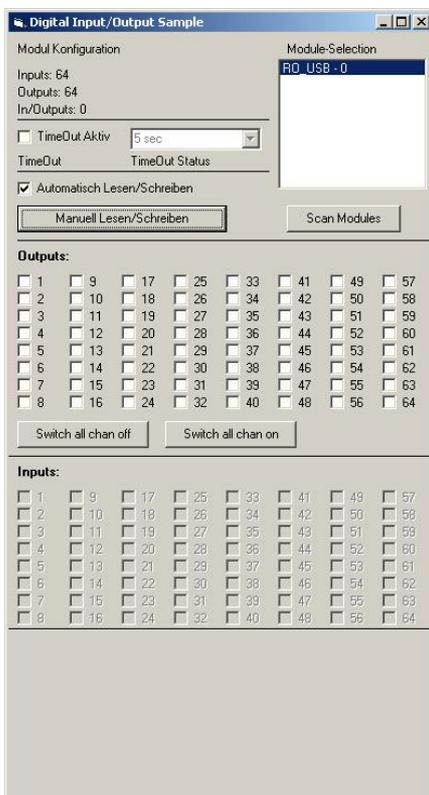 Digital Input/Output Sample
Modul Konfiguration
Module-Selection
Inputs: 64
Outputs: 64
In/Outputs: 0
RO_USB - 0
TimeOut Aktiv
5 sec
TimeOut
TimeOut Status
Automatisch Lesen/Schreiben
Manuell Lesen/Schreiben
Scan Modules
Outputs:
1 9 17 25 33 41 49 57
2 10 18 26 34 42 50 58
3 11 19 27 35 43 51 59
4 12 20 28 36 44 52 60
5 13 21 29 37 45 53 61
6 14 22 30 38 46 54 62
7 15 23 31 39 47 55 63
8 16 24 32 40 48 56 64
Switch all chan off
Switch all chan on
Inputs:
1 9 17 25 33 41 49 57
2 10 18 26 34 42 50 58
3 11 19 27 35 43 51 59
4 12 20 28 36 44 52 60
5 13 21 29 37 45 53 61
6 14 22 30 38 46 54 62
7 15 23 31 39 47 55 63
8 16 24 32 40 48 56 64